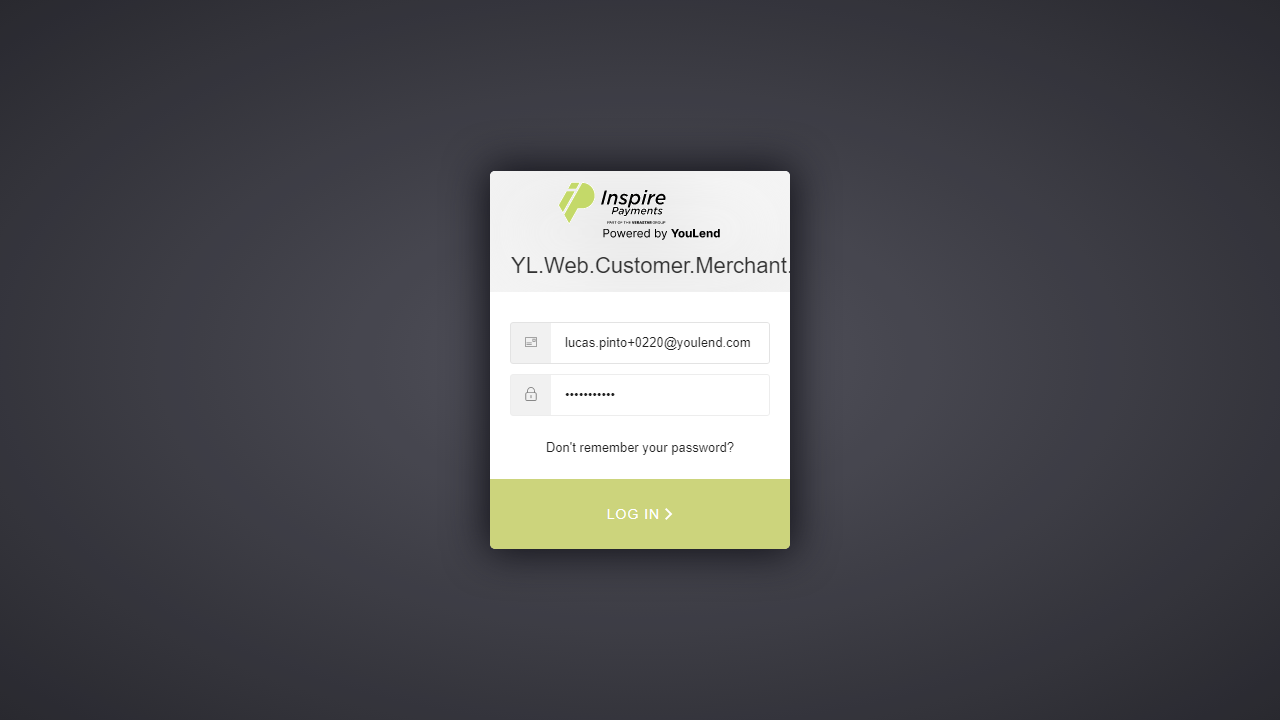 Inspire
Payments
PART OF THE VERASTAR GROUP
Powered by YouLend
YL.Web.Customer.Merchant.
lucas.pinto+0220@youlend.com
•••••••••••
Don't remember your password?
LOG IN